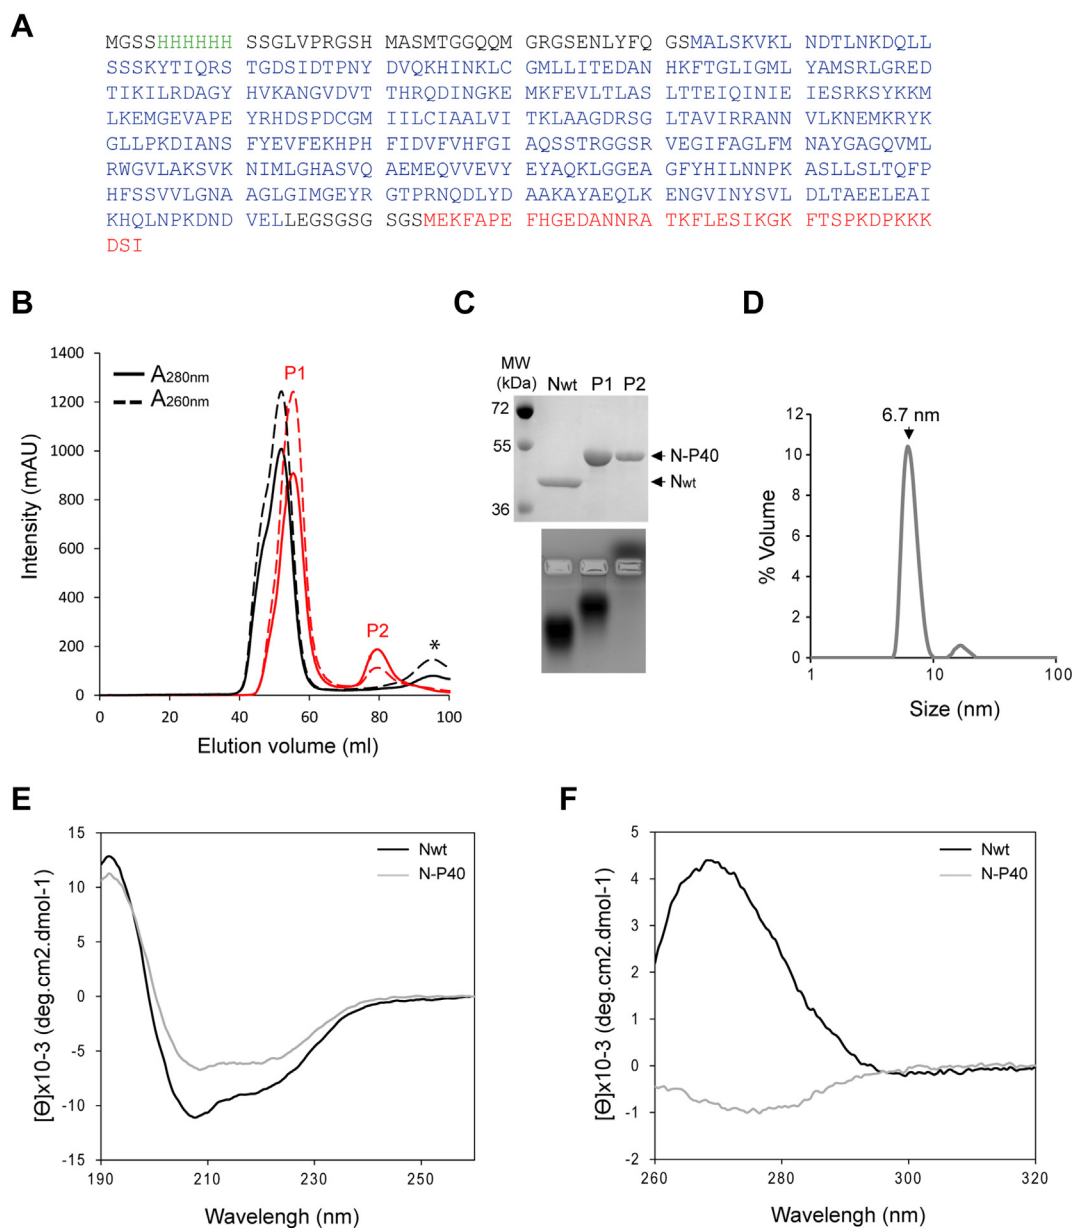 A
MGSSHHHHHH SSGLVPRGSH MASMTGGQQM GRGSENLYFQ GSMALSKVKL NDTLNKDQLL
SSSKYTIQRS TGDSIDTPNY DVQKHINKLC GMLLITEDAN HKFTGLIGML YAMSRLGRED
TIKILRDAGY HVKANGVDVT THRQDINGKE MKFEVLTLAS LTTEIQINIE IESRKSYKKM
LKEMGEVAPE YRHDSPDCGM IILCIAALVI TKLAAGDRSG LTAVIRRANN VLKNEMKRYK
GLLPKDIANS FYEVFEKHPH FIDVFVHFGI AQSSTRGGSR VEGIFAGLFM NAYGAGQVML
RWGVLAKSVK NIMLGHASVQ AEMEQVVEVY EYAQKLGGEA GFYHILNNPK ASLLSLTQFP
HFSSVVLGNA AGLGIMGEYR GTPRNQDLYD AAKAYAEQLK ENGVINYSVL DLTAEELEAI
KHQLNPKDND VELLEGSGSG SGSMEKFAPE FHGEDANNRA TKFLESIKGK FTSPKDPKKK
DSI
B
1400
1200
1000
800
600
400
200
0
0 20 40 60 80 100
Intensity (mAU)
Elution volume (ml)
A280nm
A260nm
P1
P2
*
C
MW
(kDa)
Nwt P1 P2
72
55
36
N-P40
Nwt
D
12
10
8
6
4
2
0
1 10 100
% Volume
Size (nm)
6.7 nm
E
15
10
5
0
-5
-10
-15
190 210 230 250
[Θ]x10-3 (deg.cm2.dmol-1)
Wavelengh (nm)
Nwt
N-P40
F
5
4
3
2
1
0
-1
-2
260 280 300 320
[Θ]x10-3 (deg.cm2.dmol-1)
Wavelengh (nm)
Nwt
N-P40